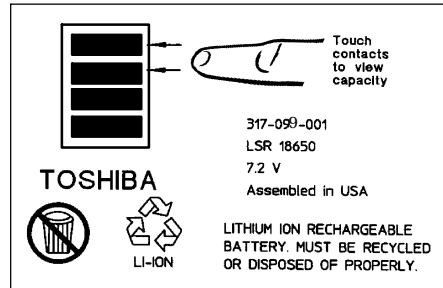 Touch
contacts
to view
capacity
317-099-001
LSR 18650
7.2 V
Assembled in USA
TOSHIBA
LI-ION
LITHIUM ION RECHARGEABLE
BATTERY. MUST BE RECYCLED
OR DISPOSED OF PROPERLY.